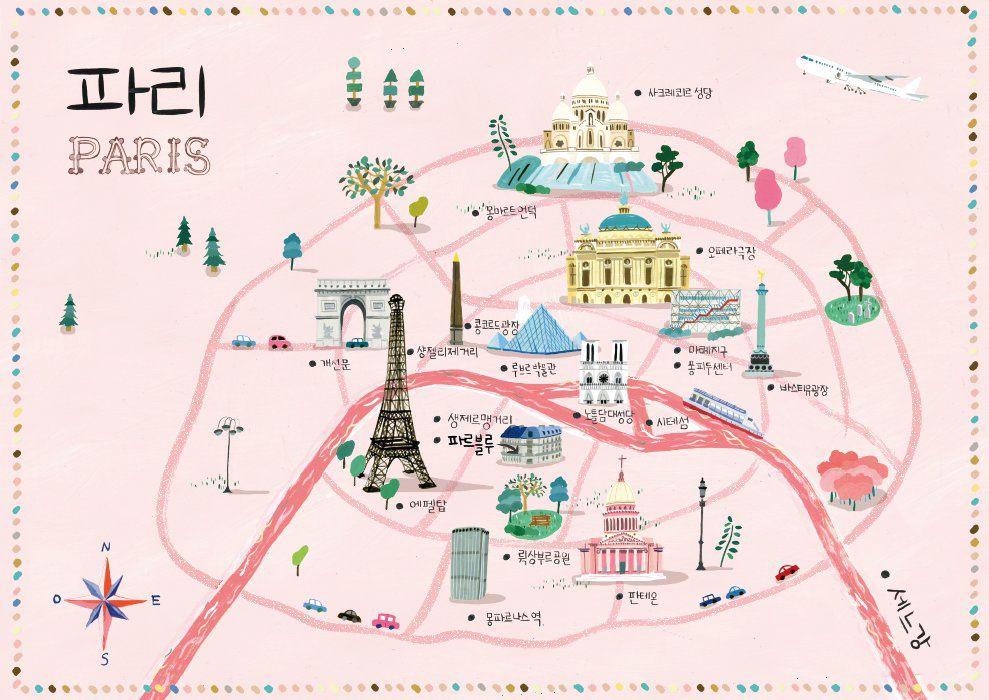 파리
PARIS
사크레쾨르 성당
몽마르트언덕
오페라극장
콩코드광장
샹젤리제거리
개선문
루브르 박물관
마레지구
퐁피두센터
바스티유광장
노틀담대성당
시테섬
생제르맹거리
파르블루
에펠탑
뤽상부르공원
판테온
몽파르나스역
세느강
N
O
E
S